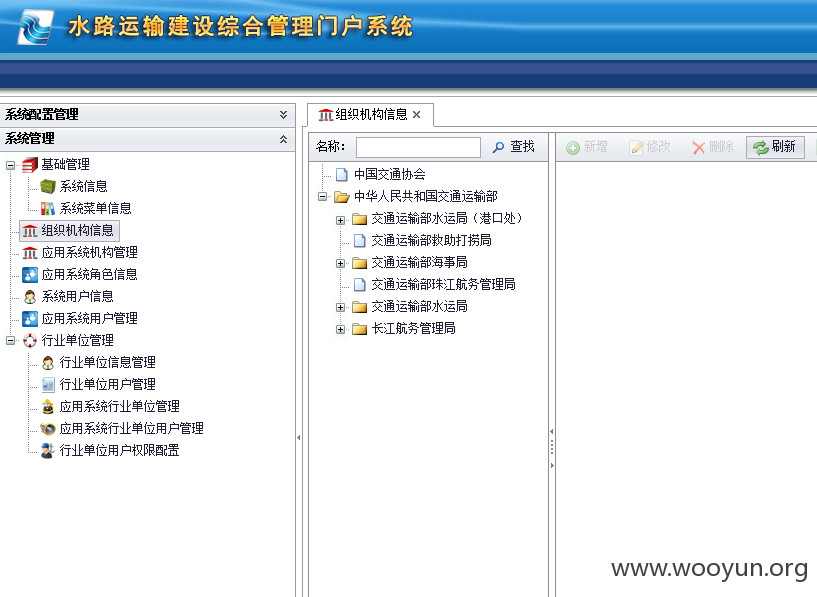 水路运输建设综合管理门户系统
系统配置管理
系统管理
基础管理
系统信息
系统菜单信息
组织机构信息
应用系统机构管理
应用系统角色信息
系统用户信息
应用系统用户管理
行业单位管理
行业单位信息管理
行业单位用户管理
应用系统行业单位管理
应用系统行业单位用户管理
行业单位用户权限配置
组织机构信息
名称： 查找
中国交通协会
中华人民共和国交通运输部
交通运输部水运局（港口处）
交通运输部救助打捞局
交通运输部海事局
交通运输部珠江航务管理局
交通运输部水运局
长江航务管理局
新增 修改 删除 刷新
www.wooyun.org